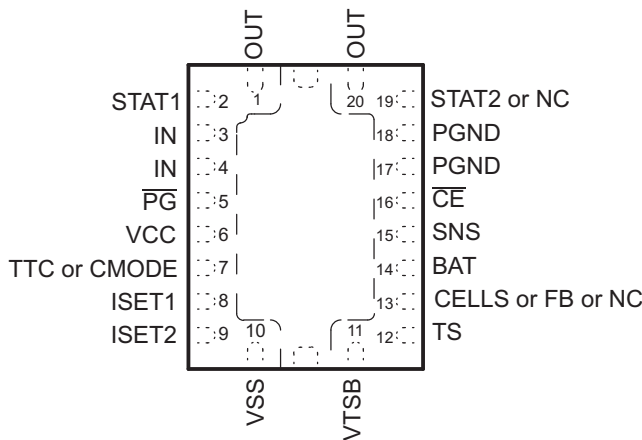 OUT OUT
STAT1 2 1 20 19 STAT2 or NC
IN 3 18 PGND
IN 4 17 PGND
P̅G̅ 5 16 C̅E̅
VCC 6 15 SNS
TTC or CMODE 7 14 BAT
ISET1 8 13 CELLS or FB or NC
ISET2 9 10 11 12 TS
VSS VTSB